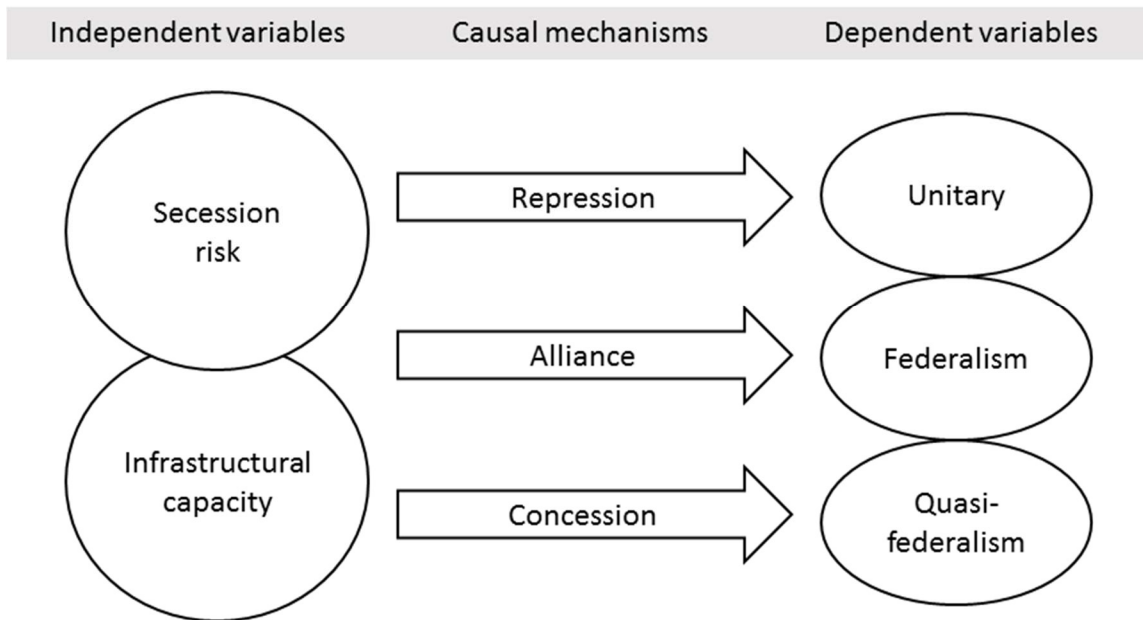 Independent variables
Causal mechanisms
Dependent variables
Secession
risk
Repression
Unitary
Alliance
Federalism
Infrastructural
capacity
Concession
Quasi-
federalism